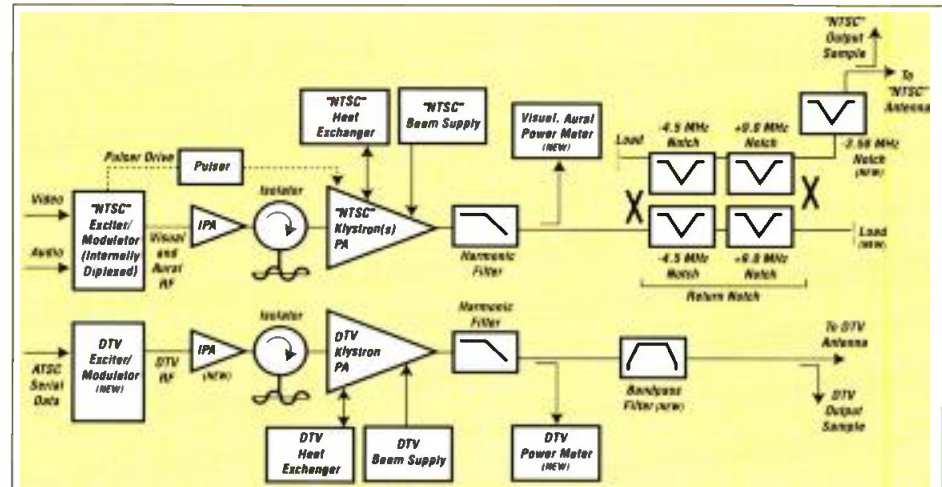 "NTSC"
Output
Sample
To
"NTSC"
Antenna
"NTSC"
Heat
Exchanger
"NTSC"
Beam Supply
Visual, Aural
Power Meter
(NEW)
Load
-4.5 MHz
Notch
+9.0 MHz
Notch
-3.58 MHz
Notch
(NEW)
Pulser Drive
Pulser
Isolator
Video
Audio
"NTSC"
Exciter/
Modulator
(Internally
Diplexed)
Visual
and
Aural
RF
IPA
"NTSC"
Klystron(s)
PA
Harmonic
Filter
Load
(NEW)
-4.5 MHz
Notch
+9.0 MHz
Notch
Return Notch
Isolator
Harmonic
Filter
ATSC
Serial
Data
DTV
Exciter/
Modulator
(NEW)
DTV
RF
IPA
(NEW)
DTV
Klystron
PA
To DTV
Antenna
Bandpass
Filter (NEW)
DTV
Output
Sample
DTV
Heat
Exchanger
DTV
Beam Supply
DTV
Power Meter
(NEW)